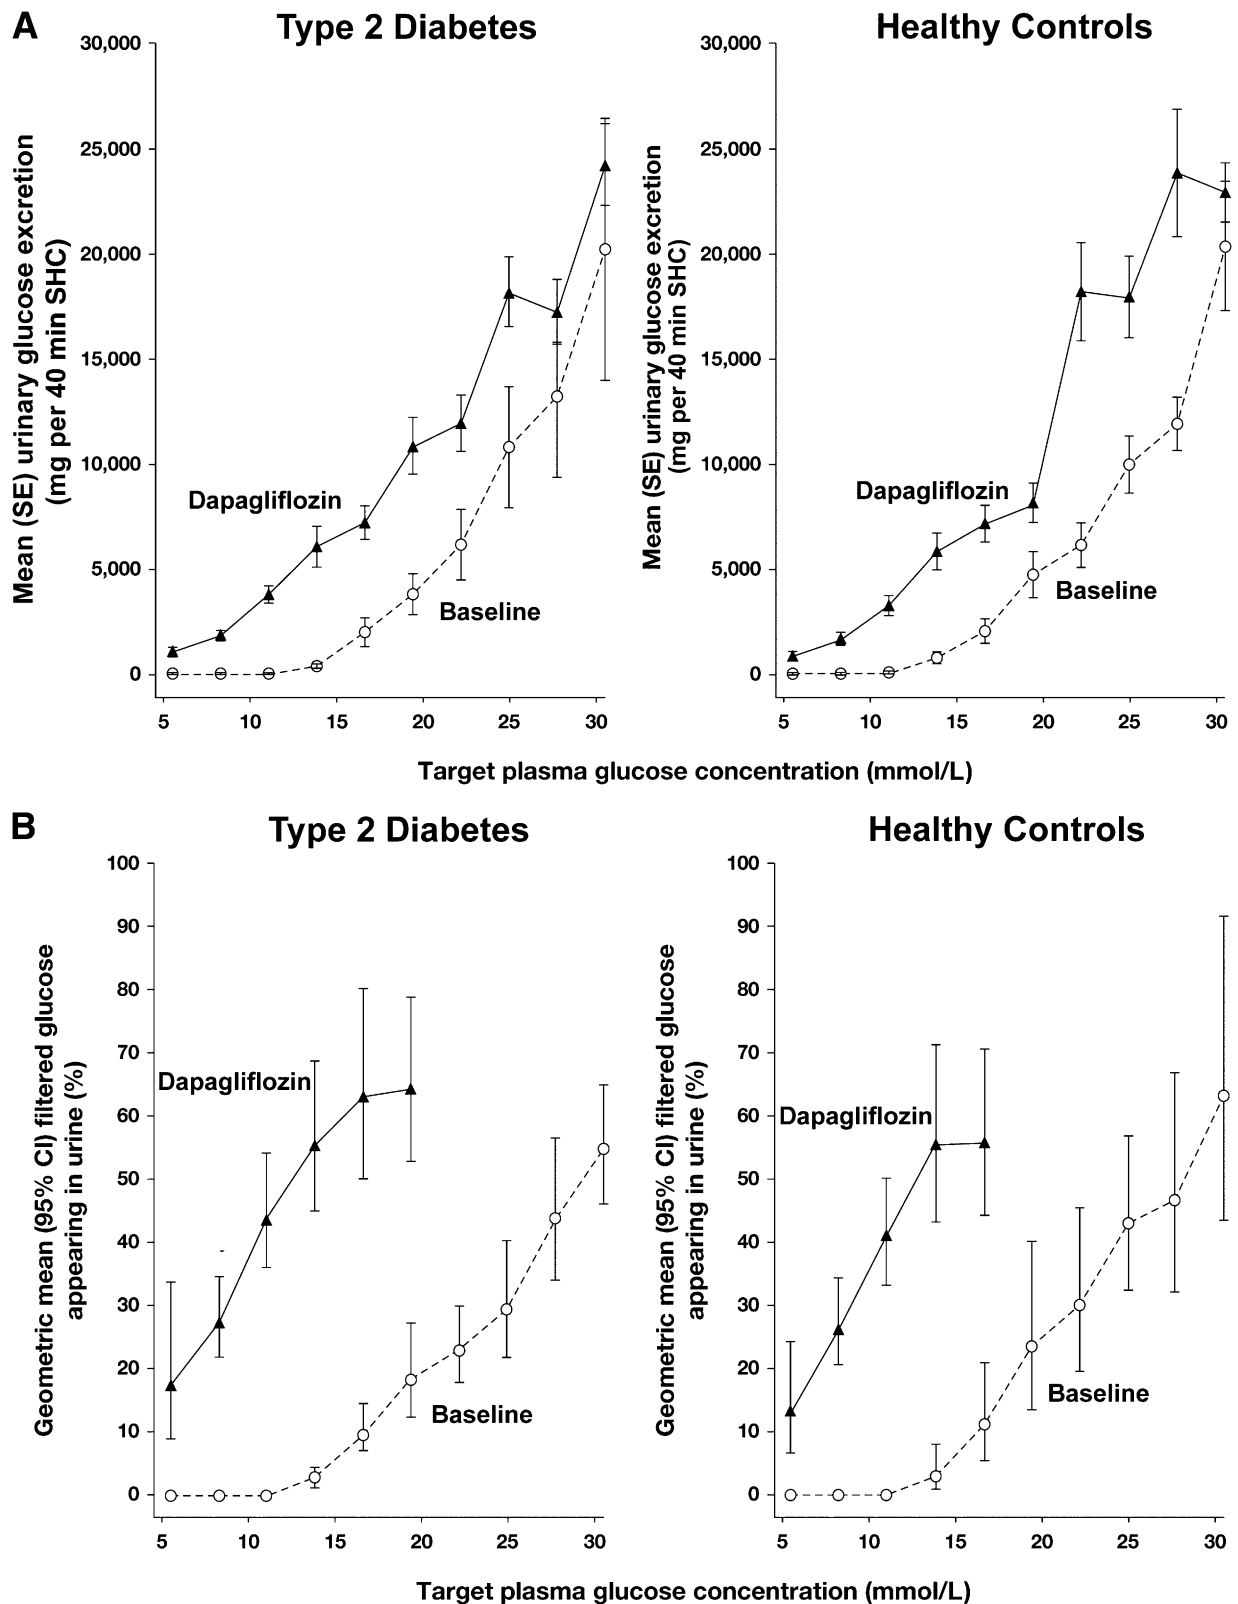 A
Type 2 Diabetes
Healthy Controls
Mean (SE) urinary glucose excretion
(mg per 40 min SHC)
30,000
25,000
20,000
15,000
10,000
5,000
0
Dapagliflozin
Baseline
5 10 15 20 25 30
Mean (SE) urinary glucose excretion
(mg per 40 min SHC)
30,000
25,000
20,000
15,000
10,000
5,000
0
Dapagliflozin
Baseline
5 10 15 20 25 30
Target plasma glucose concentration (mmol/L)
B
Type 2 Diabetes
Healthy Controls
Geometric mean (95% CI) filtered glucose
appearing in urine (%)
100
90
80
70
60
50
40
30
20
10
0
Dapagliflozin
Baseline
5 10 15 20 25 30
Geometric mean (95% CI) filtered glucose
appearing in urine (%)
100
90
80
70
60
50
40
30
20
10
0
Dapagliflozin
Baseline
5 10 15 20 25 30
Target plasma glucose concentration (mmol/L)